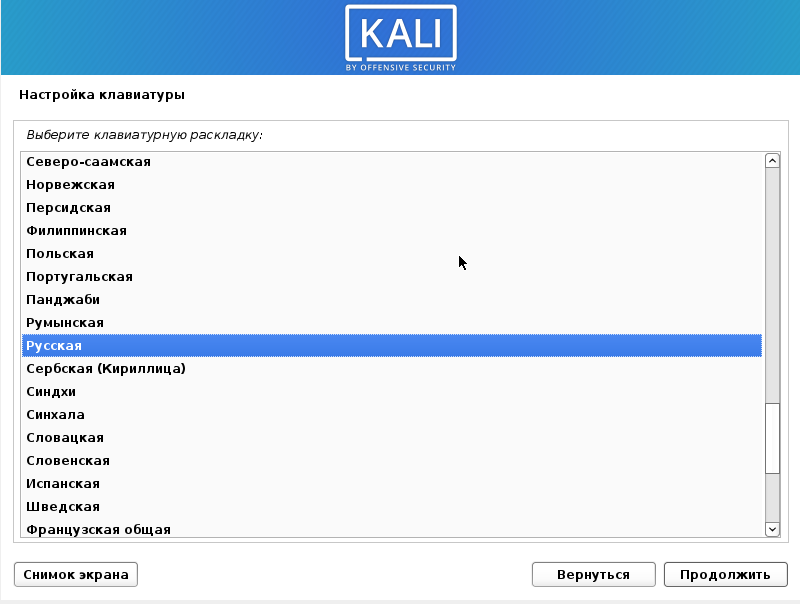 KALI
BY OFFENSIVE SECURITY
Настройка клавиатуры
Выберите клавиатурную раскладку:
Северо-саамская
Норвежская
Персидская
Филиппинская
Польская
Португальская
Панджаби
Румынская
Русская
Сербская (Кириллица)
Синдхи
Синхала
Словацкая
Словенская
Испанская
Шведская
Французская общая
Снимок экрана
Вернуться
Продолжить